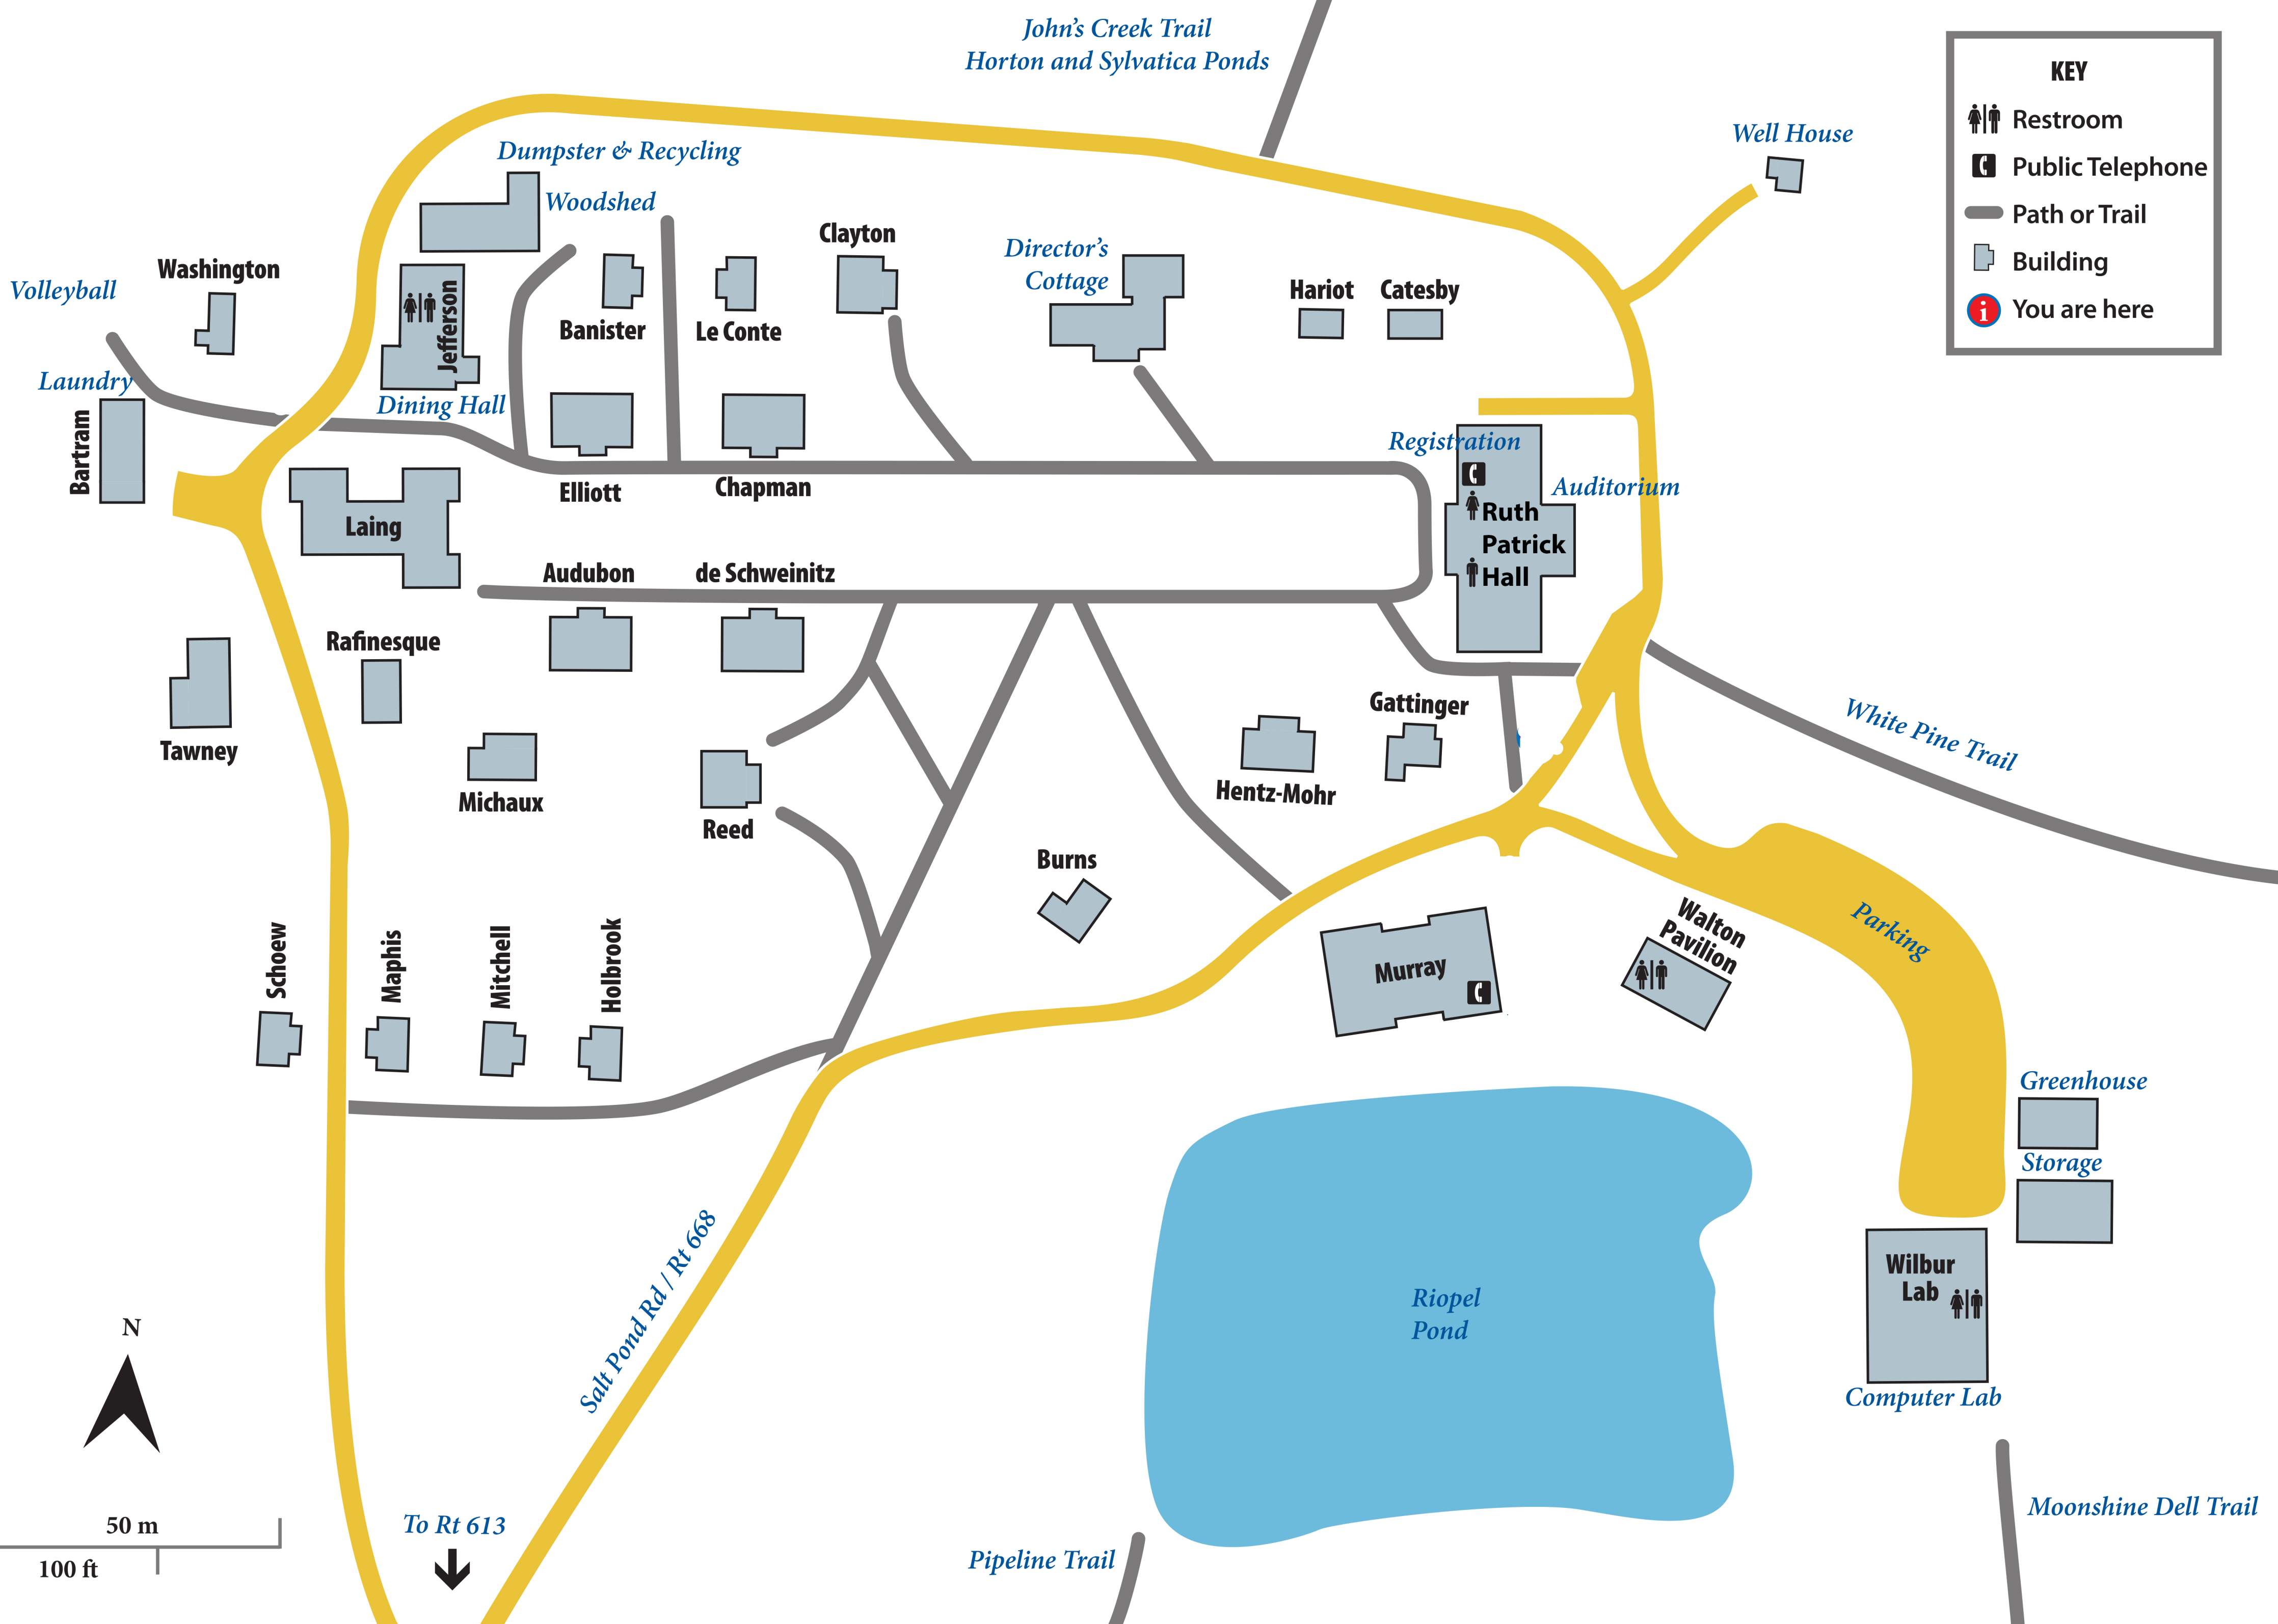 John's Creek Trail
Horton and Sylvatica Ponds
KEY
Restroom
Public Telephone
Path or Trail
Building
i You are here
Well House
Dumpster & Recycling
Woodshed
Clayton
Director's
Cottage
Washington
Volleyball
Jefferson
Banister
Le Conte
Hariot
Catesby
Laundry
Dining Hall
Bartram
Registration
Auditorium
Elliott
Chapman
Laing
Ruth
Patrick
Hall
Audubon
de Schweinitz
Rafinesque
Tawney
Michaux
Reed
Gattinger
Hentz-Mohr
White Pine Trail
Burns
Murray
Walton
Pavilion
Parking
Schoew
Maphis
Mitchell
Holbrook
Greenhouse
Storage
Wilbur
Lab
Computer Lab
Salt Pond Rd / Rt 668
Riopel
Pond
N
50 m
100 ft
To Rt 613
Pipeline Trail
Moonshine Dell Trail